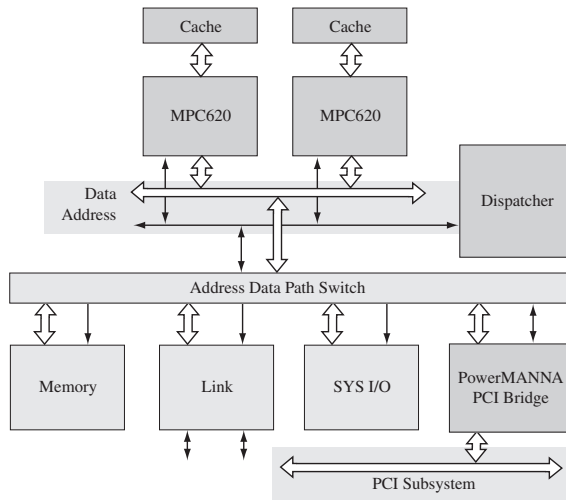 Cache
Cache
MPC620
MPC620
Data
Address
Dispatcher
Address Data Path Switch
Memory
Link
SYS I/O
PowerMANNA
PCI Bridge
PCI Subsystem